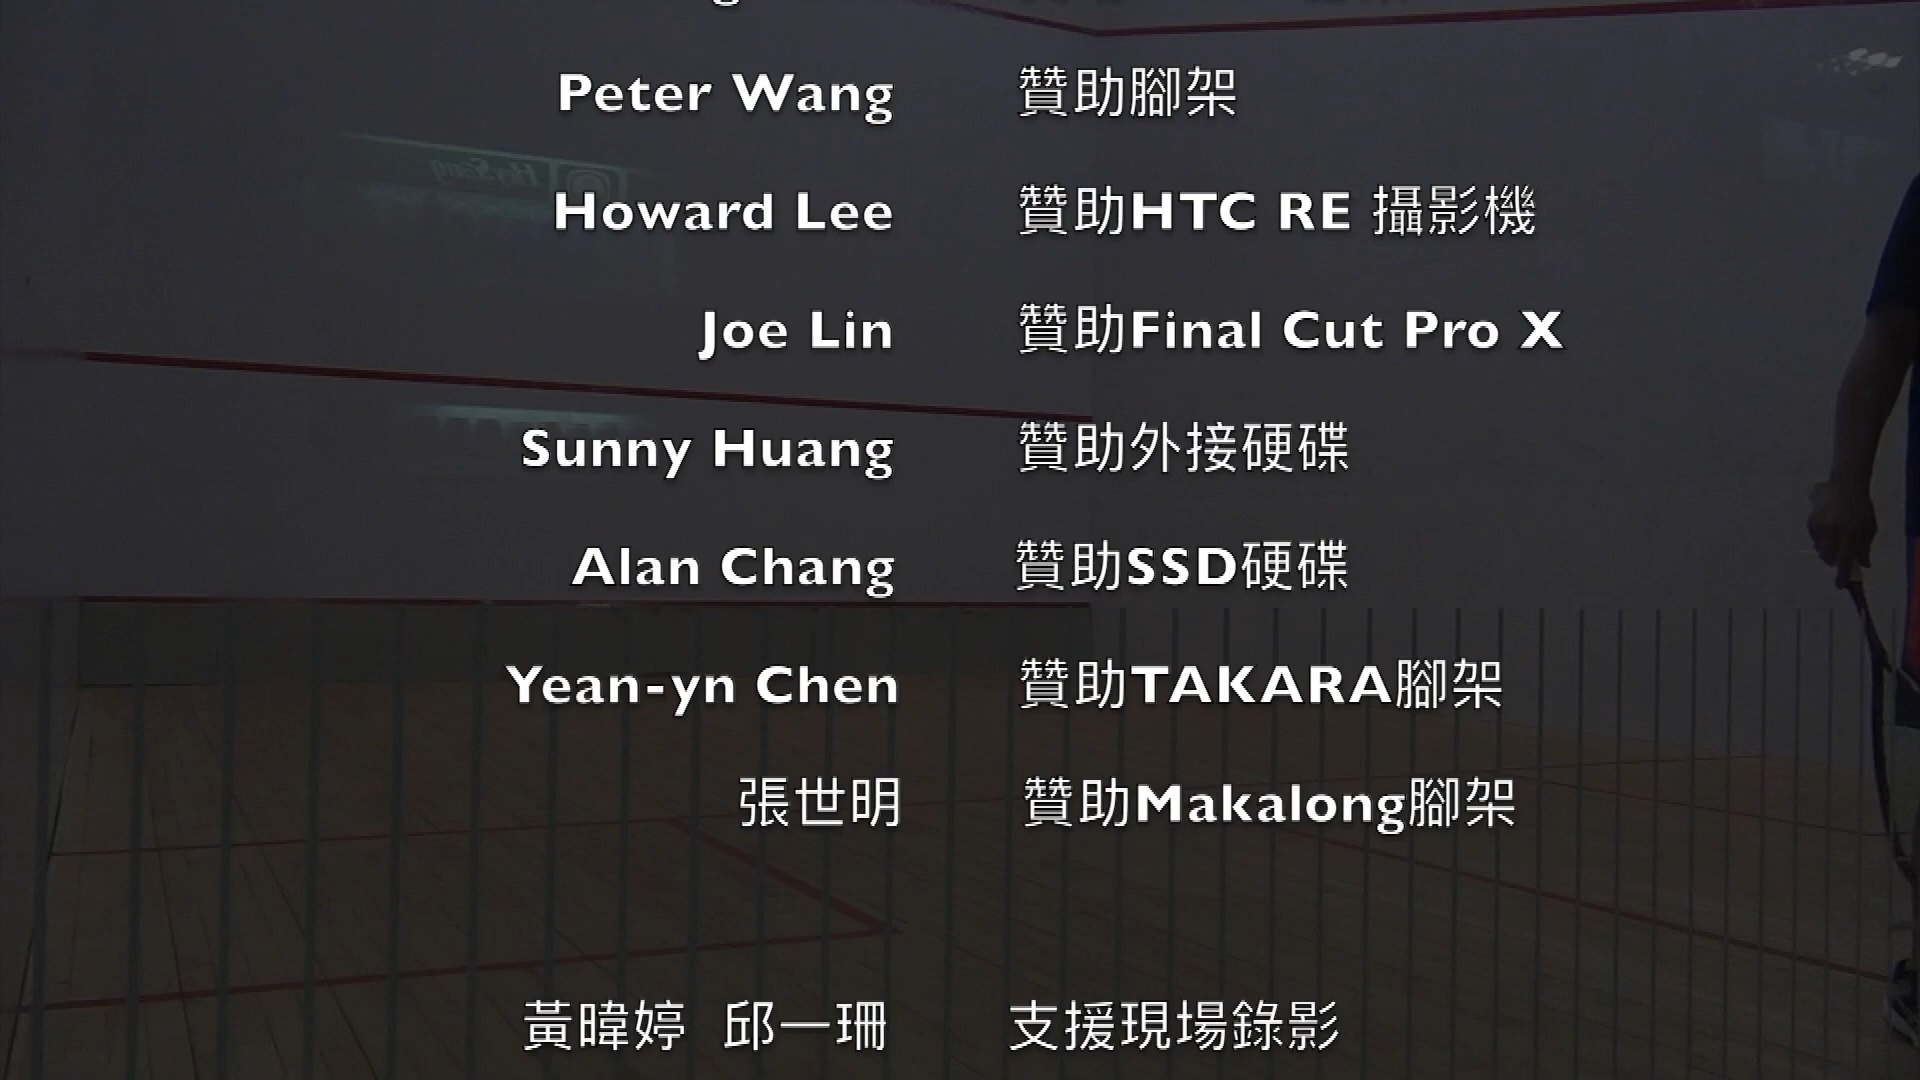 Peter Wang 贊助腳架
Howard Lee 贊助HTC RE 攝影機
Joe Lin 贊助Final Cut Pro X
Sunny Huang 贊助外接硬碟
Alan Chang 贊助SSD硬碟
Yean-yn Chen 贊助TAKARA腳架
張世明 贊助Makalong腳架
黃暐婷 邱一珊 支援現場錄影